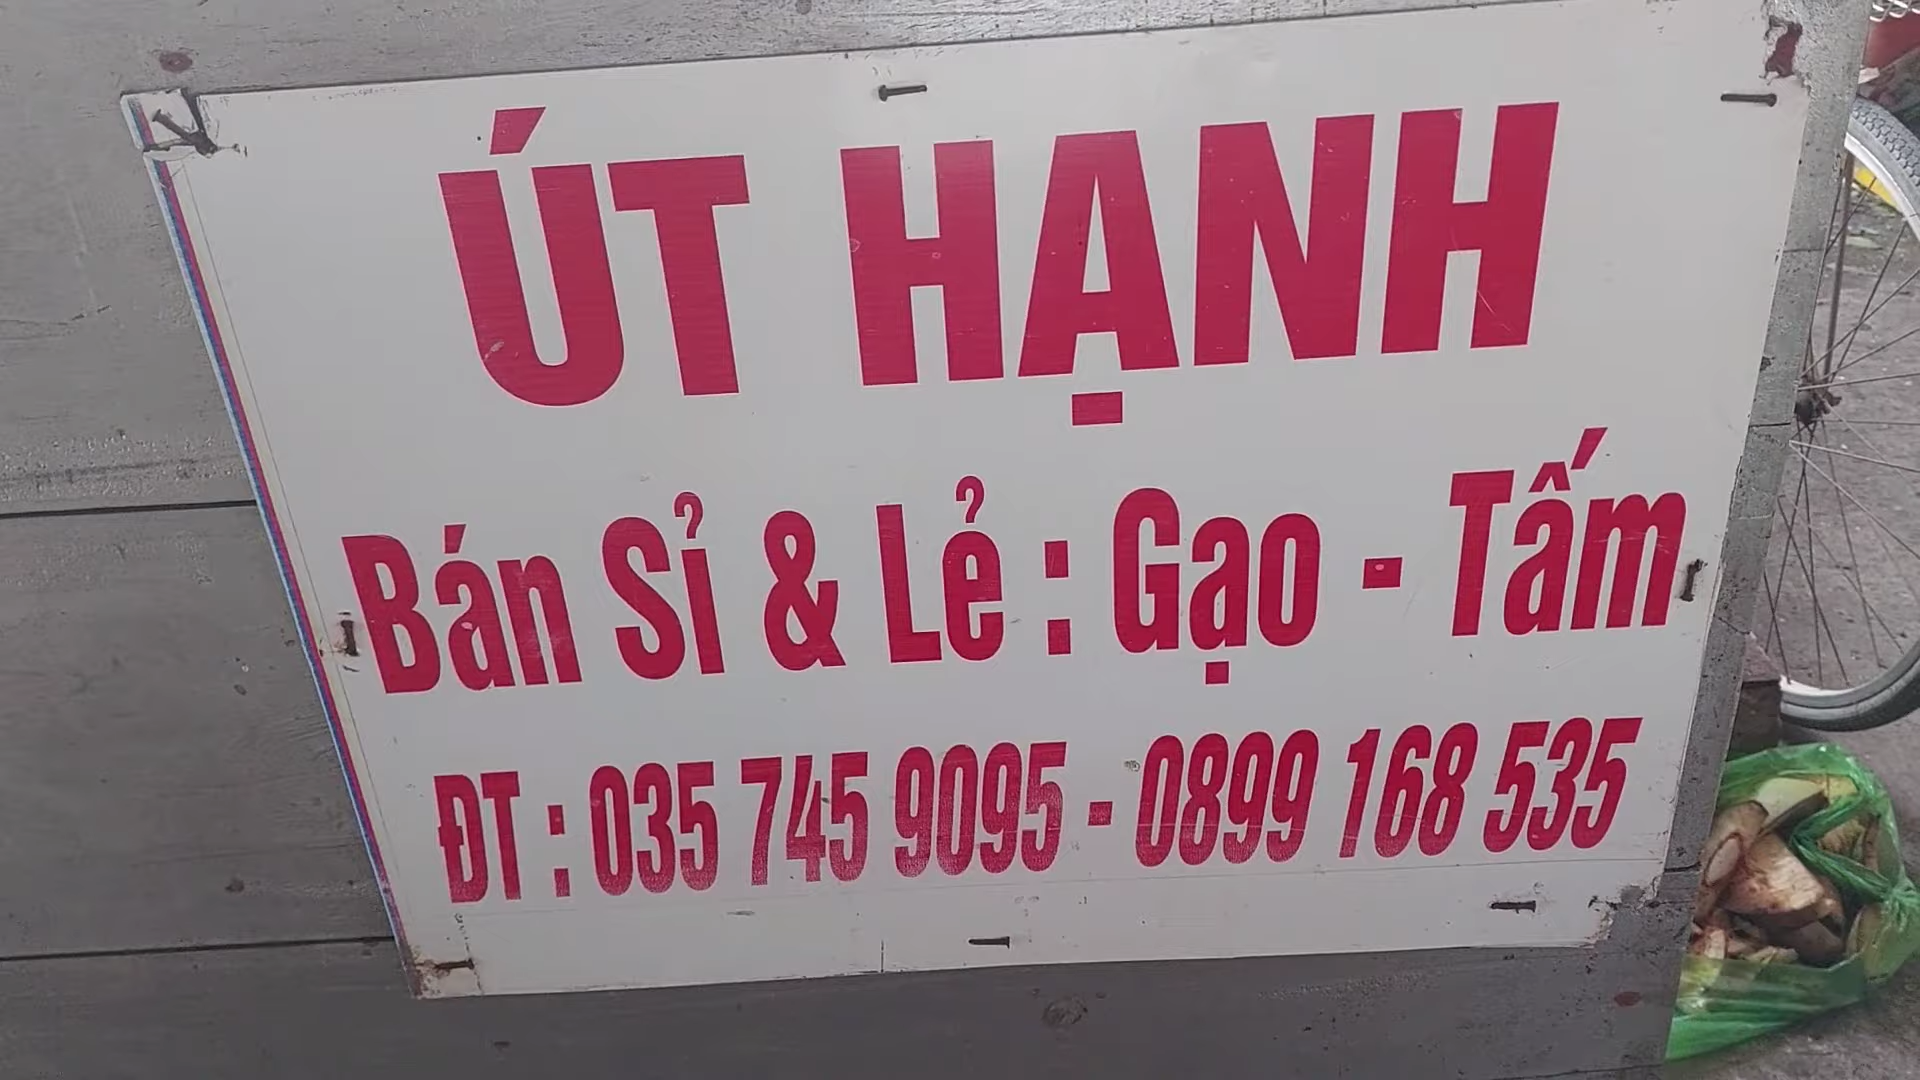 ÚT HẠNH
Bán Sỉ & Lẻ : Gạo - Tấm
ĐT : 035 745 9095 - 0899 168 535